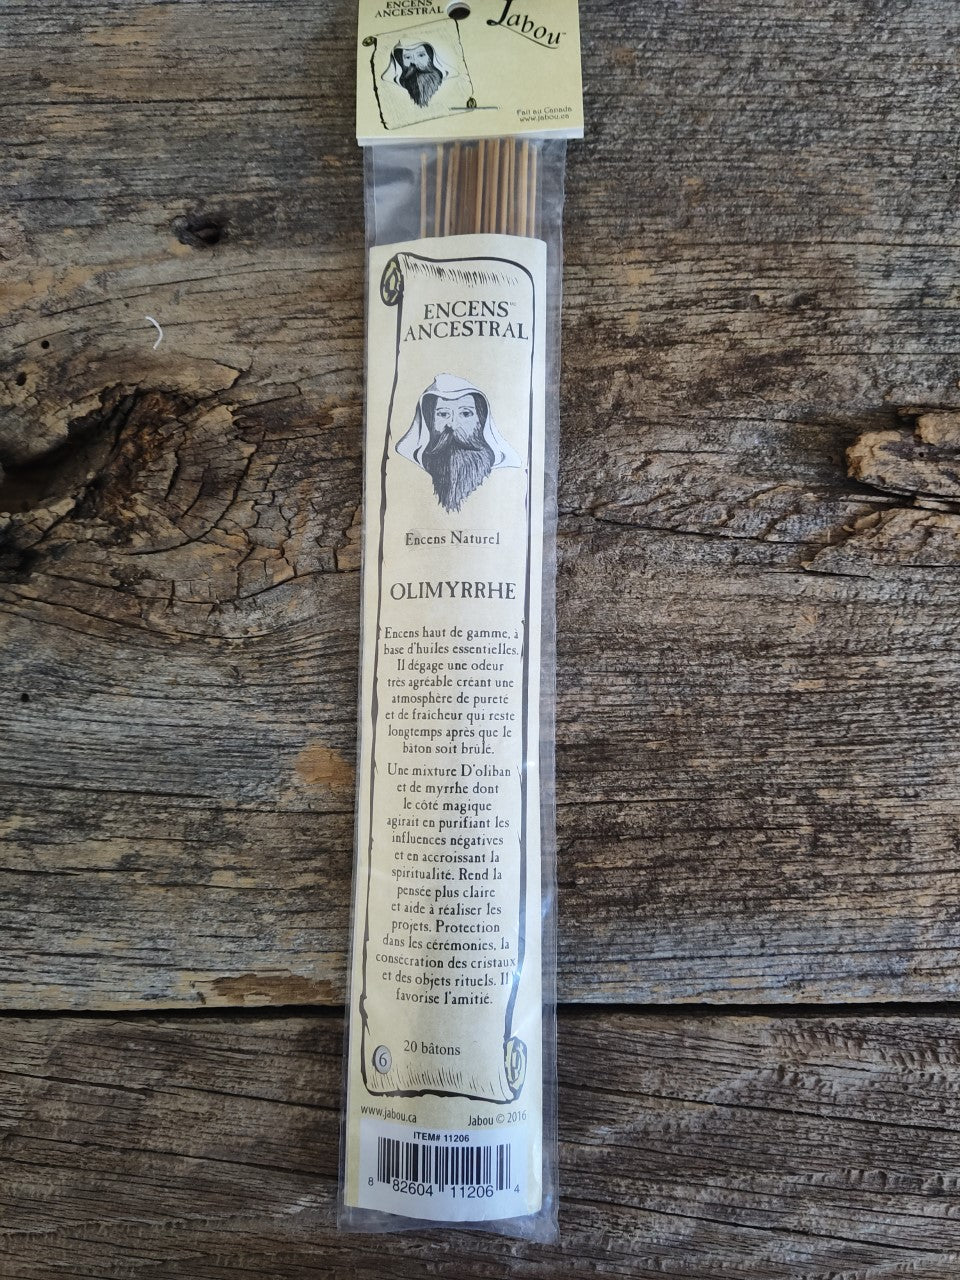 ENCENS
ANCESTRAL
Jabou
Fait au Canada
www.jabou.ca
ENCENS MC
ANCESTRAL
Encens Naturel
OLIMYRRHE
Encens haut de gamme, à
base d'huiles essentielles.
Il dégage une odeur
très agréable créant une
atmosphère de pureté
et de fraîcheur qui reste
longtemps après que le
bâton soit brûlé.
Une mixture D'oliban
et de myrrhe dont
le côté magique
agirait en purifiant les
influences négatives
et en accroissant la
spiritualité. Rend la
pensée plus claire
et aide à réaliser les
projets. Protection
dans les cérémonies, la
consécration des cristaux
et des objets rituels. Il
favorise l'amitié.
20 bâtons
6
www.jabou.ca Jabou © 2016
ITEM# 11206
8 82604 11206 4